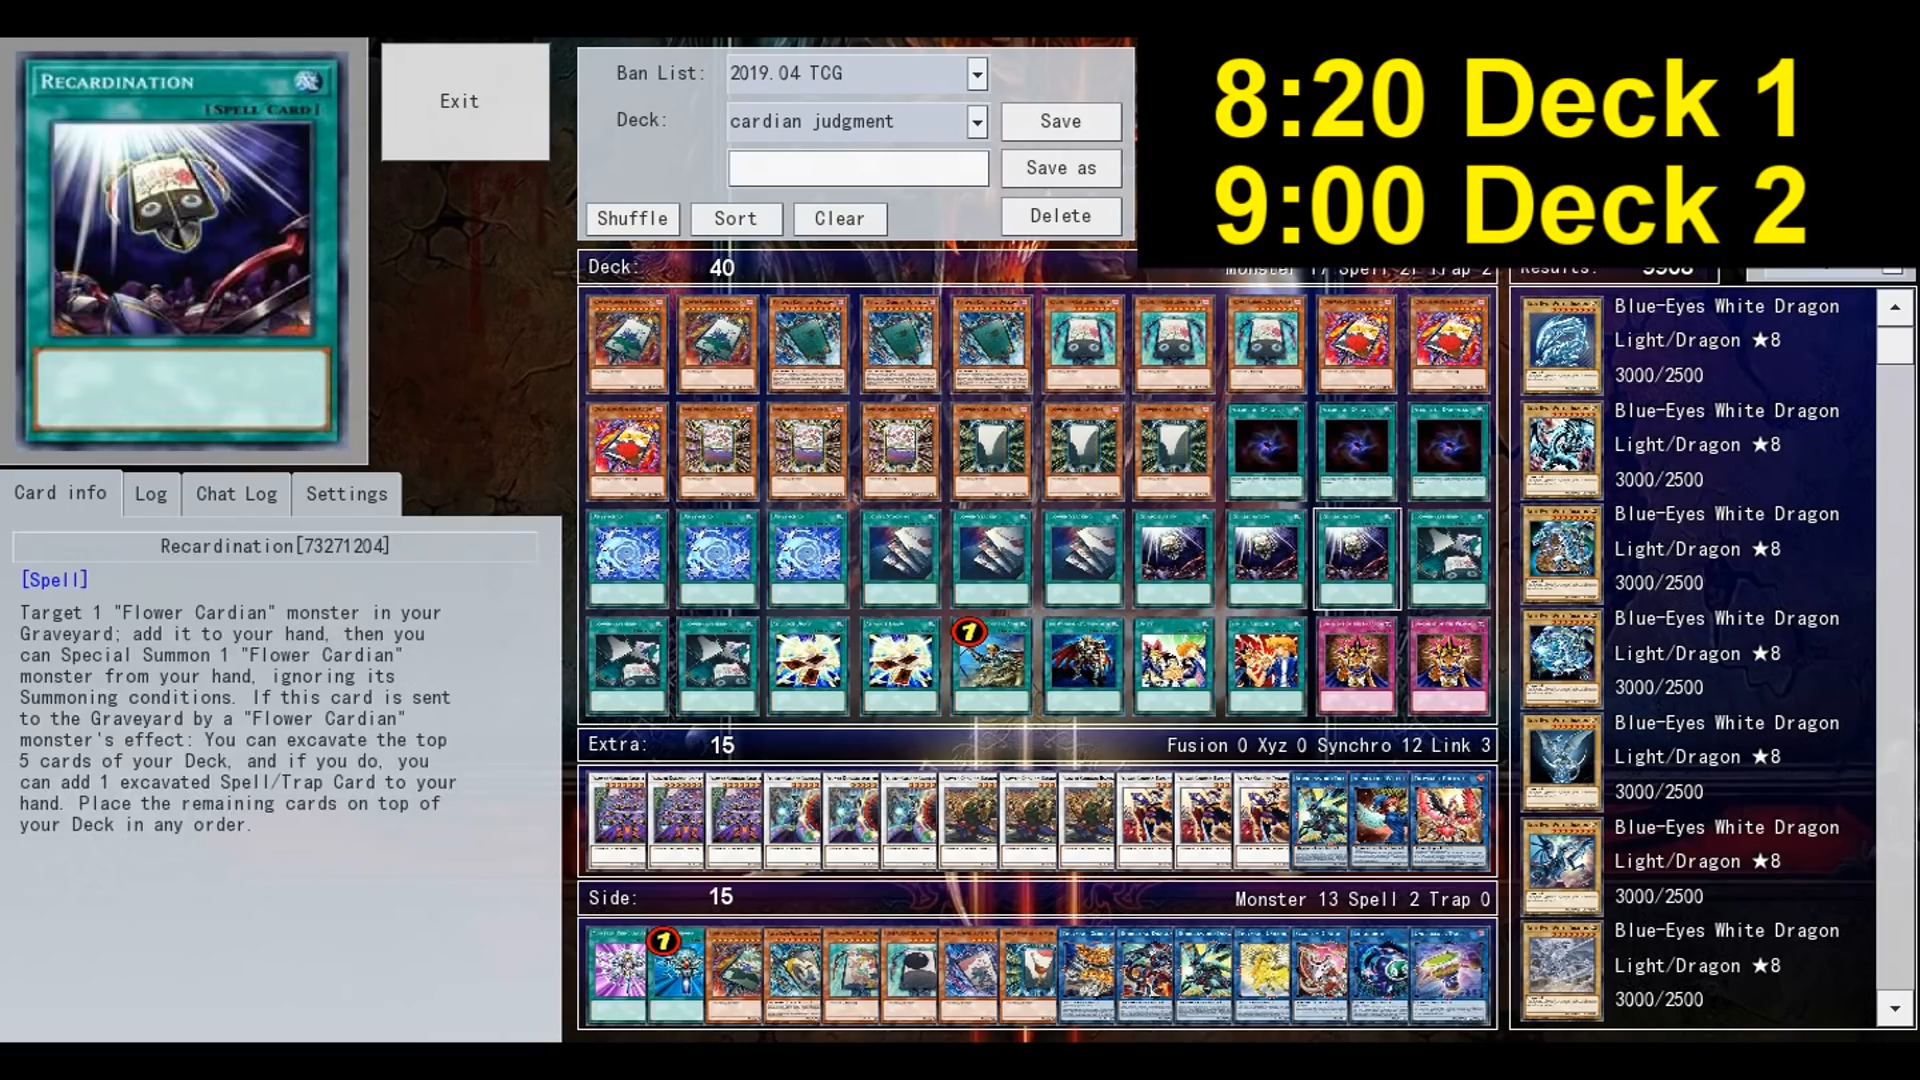 RECARDINATION
[SPELL CARD]
Exit
Ban List:
2019.04 TCG
Deck:
cardian judgment
Save
Save as
Shuffle
Sort
Clear
Delete
8:20 Deck 1
9:00 Deck 2
Deck: 40
Monster 17 Spell 21 Trap 2
Results: 9908
Card info
Log
Chat Log
Settings
Recardination[73271204]
[Spell]
Target 1 "Flower Cardian" monster in your
Graveyard; add it to your hand, then you
can Special Summon 1 "Flower Cardian"
monster from your hand, ignoring its
Summoning conditions. If this card is sent
to the Graveyard by a "Flower Cardian"
monster's effect: You can excavate the top
5 cards of your Deck, and if you do, you
can add 1 excavated Spell/Trap Card to your
hand. Place the remaining cards on top of
your Deck in any order.
1
Extra: 15
Fusion 0 Xyz 0 Synchro 12 Link 3
Side: 15
Monster 13 Spell 2 Trap 0
1
Blue-Eyes White Dragon
Light/Dragon ★8
3000/2500
Blue-Eyes White Dragon
Light/Dragon ★8
3000/2500
Blue-Eyes White Dragon
Light/Dragon ★8
3000/2500
Blue-Eyes White Dragon
Light/Dragon ★8
3000/2500
Blue-Eyes White Dragon
Light/Dragon ★8
3000/2500
Blue-Eyes White Dragon
Light/Dragon ★8
3000/2500
Blue-Eyes White Dragon
Light/Dragon ★8
3000/2500